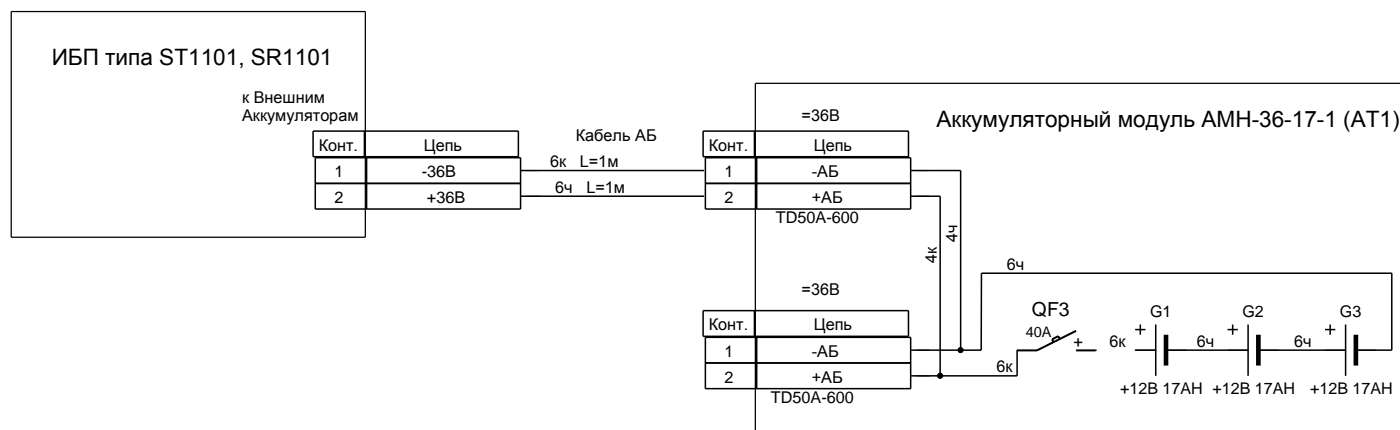 ИБП типа ST1101, SR1101
к Внешним
Аккумуляторам
Конт. Цепь
1 -36В
2 +36В
Кабель АБ
6к L=1м
6ч L=1м
Аккумуляторный модуль АМН-36-17-1 (АТ1)
=36В
Конт. Цепь
1 -АБ
2 +АБ
TD50A-600
4к
4ч
6ч
=36В
Конт. Цепь
1 -АБ
2 +АБ
TD50A-600
6к
QF3
40А
+
6к
G1
+
6ч
G2
+
6ч
G3
+
+12В 17АН +12В 17АН +12В 17АН